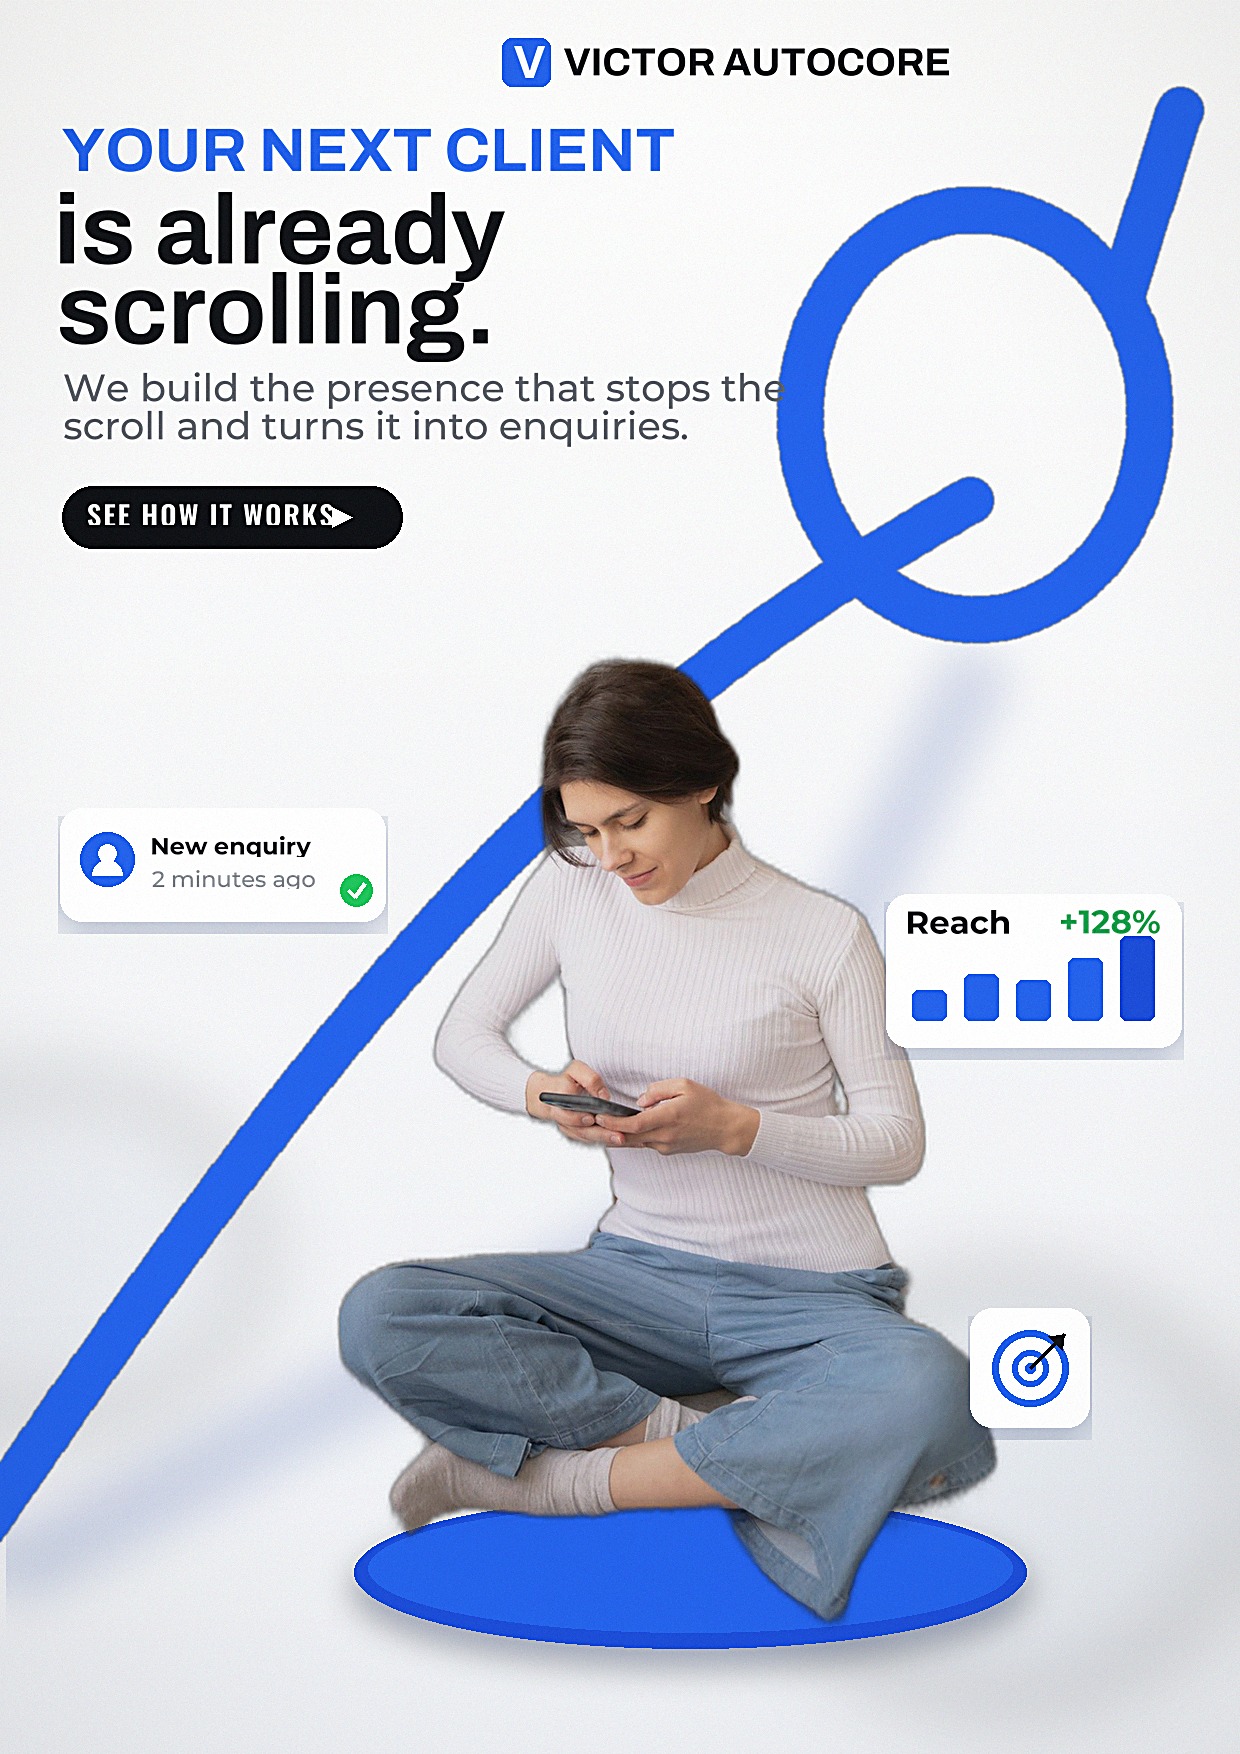 V VICTOR AUTOCORE
YOUR NEXT CLIENT
is already
scrolling.
We build the presence that stops the
scroll and turns it into enquiries.
SEE HOW IT WORKS
New enquiry
2 minutes ago
Reach +128%